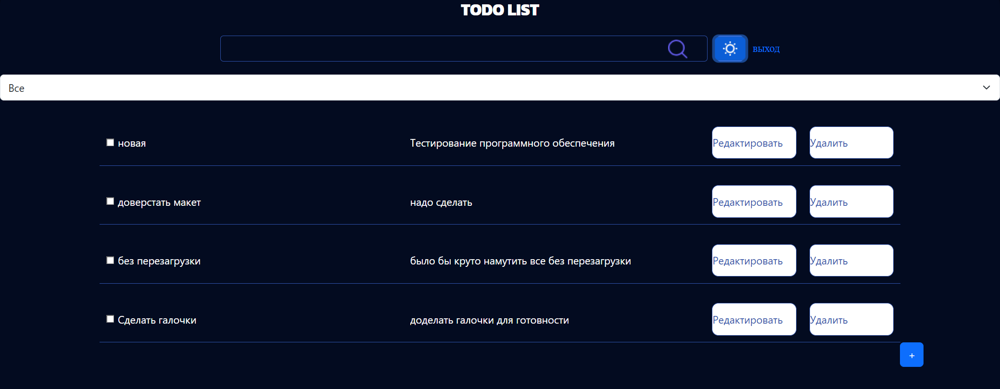 TODO LIST
выход
Все
новая Тестирование программного обеспечения Редактировать Удалить
доверстать макет надо сделать Редактировать Удалить
без перезагрузки было бы круто намутить все без перезагрузки Редактировать Удалить
Сделать галочки доделать галочки для готовности Редактировать Удалить
+